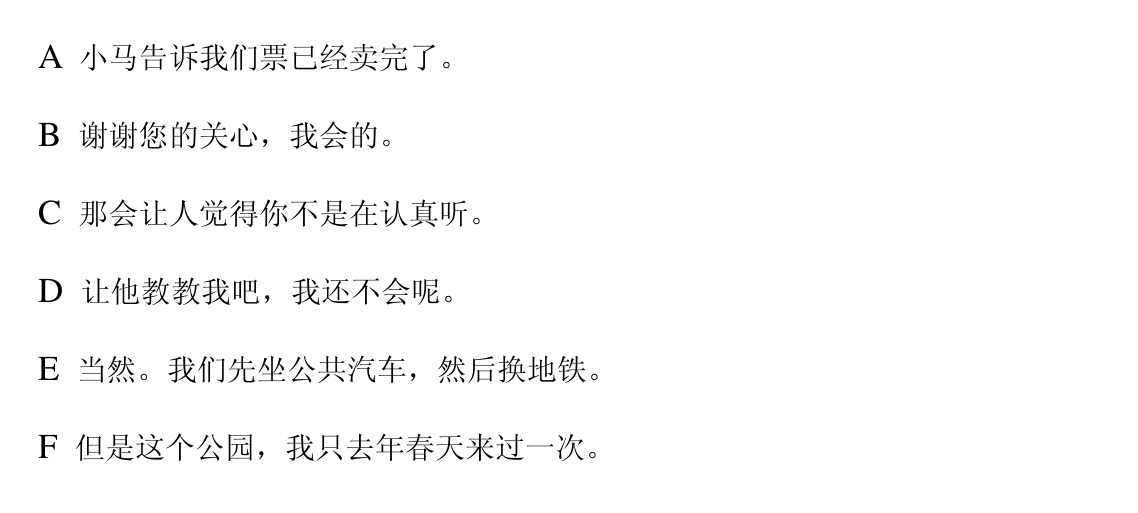 A 小马告诉我们票已经卖完了。
B 谢谢您的关心，我会的。
C 那会让人觉得你不是在认真听。
D 让他教教我吧，我还不会呢。
E 当然。我们先坐公共汽车，然后换地铁。
F 但是这个公园，我只去年春天来过一次。